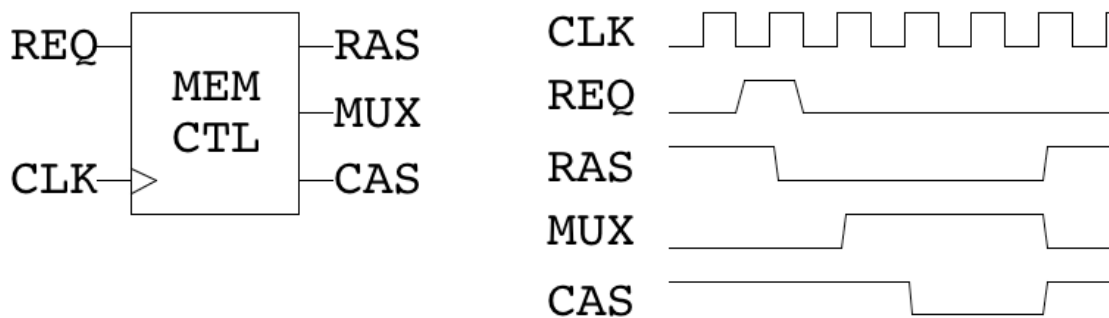 REQ
CLK
MEM
CTL
RAS
MUX
CAS
CLK
REQ
RAS
MUX
CAS